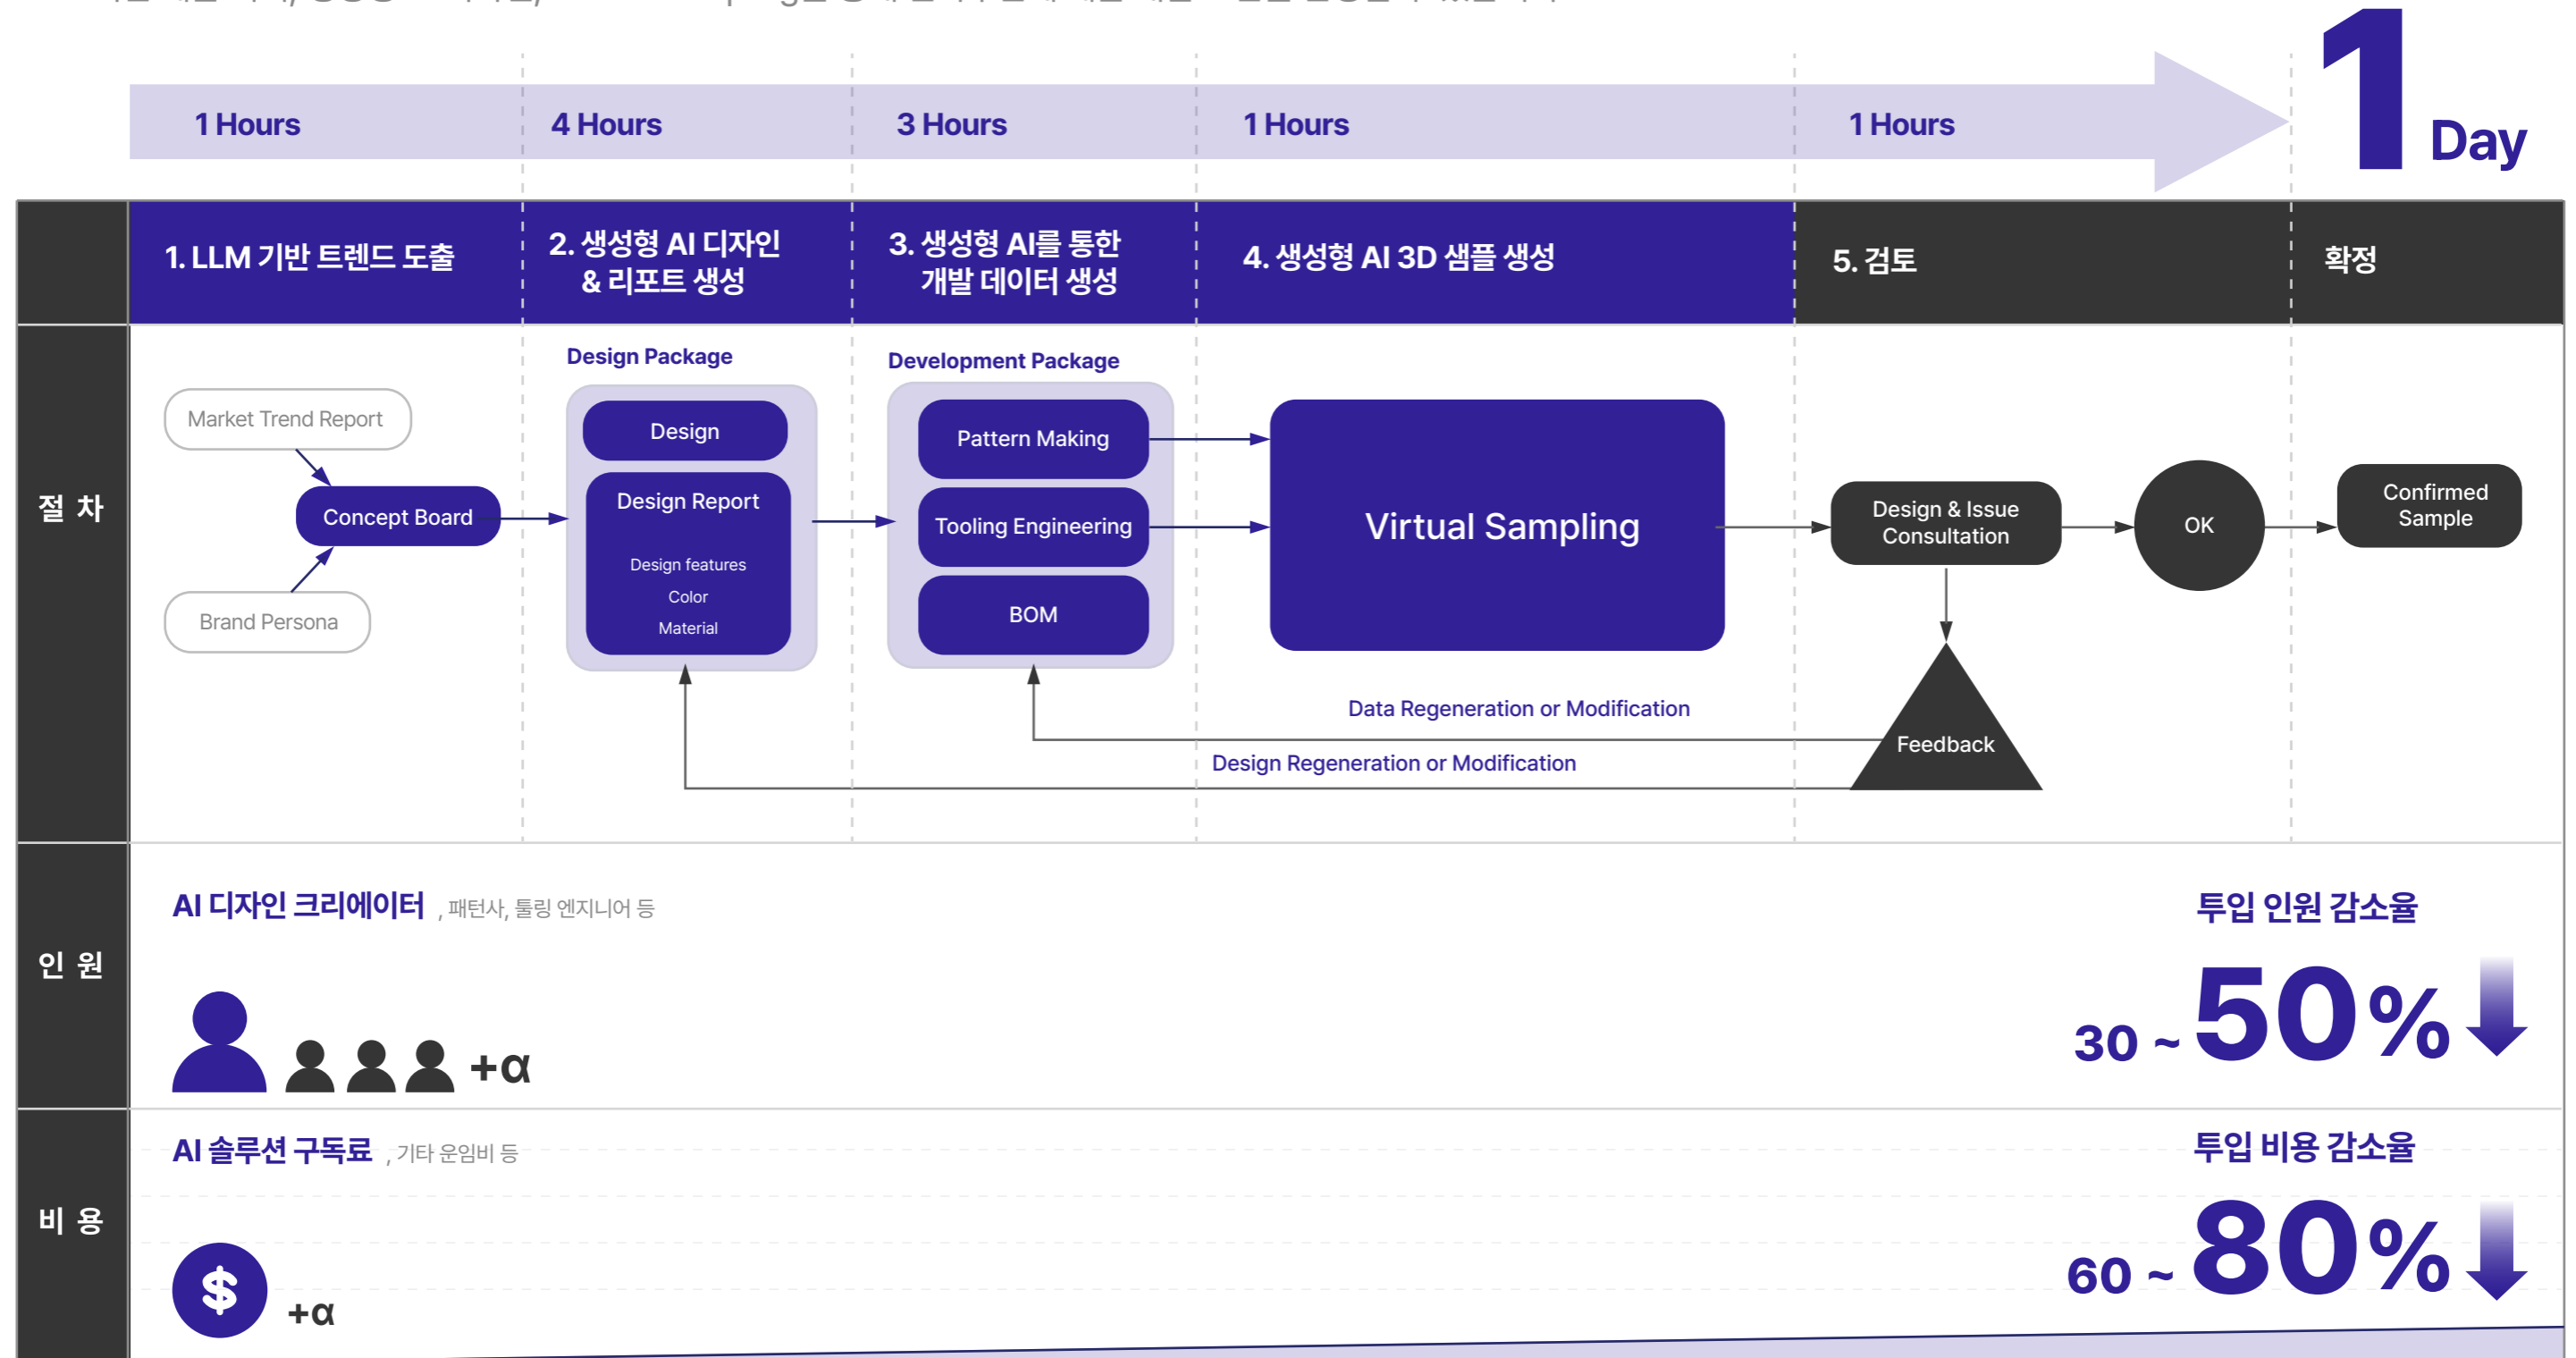 1 Hours
4 Hours
3 Hours
1 Hours
1 Hours
1 Day
1. LLM 기반 트렌드 도출
2. 생성형 AI 디자인
& 리포트 생성
3. 생성형 AI를 통한
개발 데이터 생성
4. 생성형 AI 3D 샘플 생성
5. 검토
확정
절 차
Market Trend Report
Concept Board
Brand Persona
Design Package
Design
Design Report
Design features
Color
Material
Development Package
Pattern Making
Tooling Engineering
BOM
Virtual Sampling
Design & Issue
Consultation
OK
Confirmed
Sample
Feedback
Data Regeneration or Modification
Design Regeneration or Modification
인 원
AI 디자인 크리에이터 , 패턴사, 툴링 엔지니어 등
+α
투입 인원 감소율
30 ~ 50%
비 용
AI 솔루션 구독료 , 기타 운임비 등
$
+α
투입 비용 감소율
60 ~ 80%